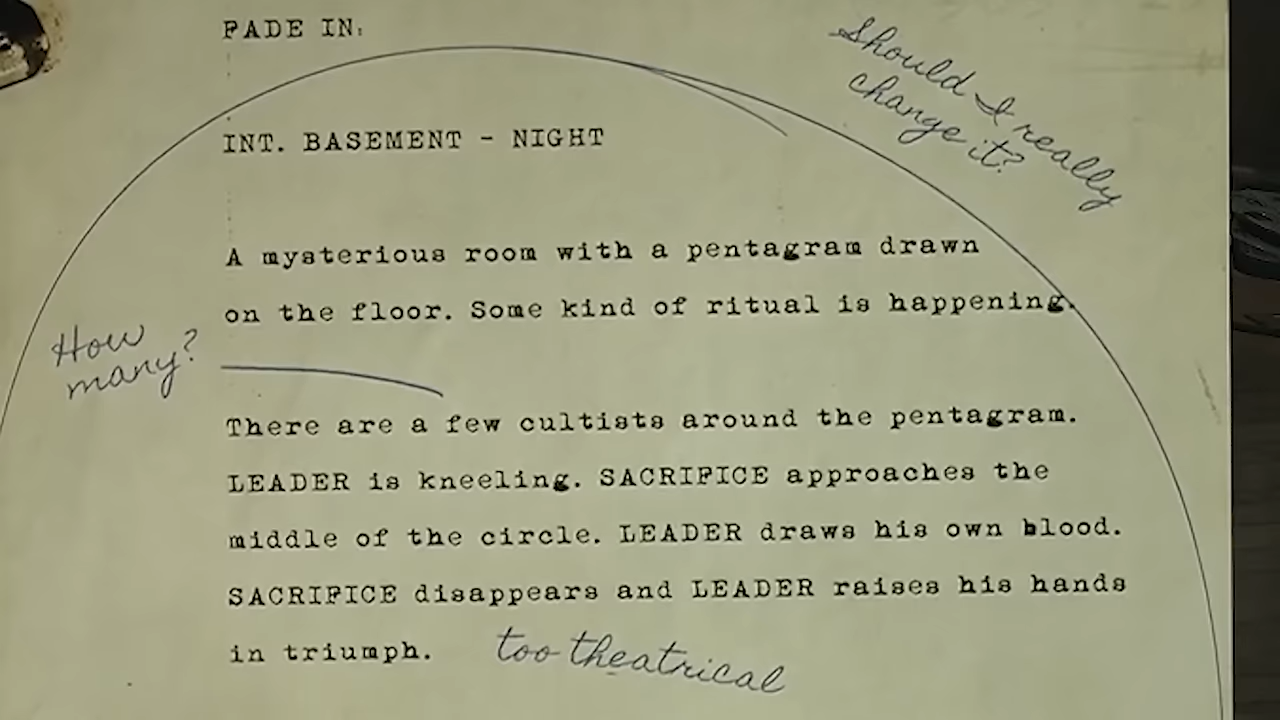 FADE IN:
Should I really
change it?
INT. BASEMENT - NIGHT
A mysterious room with a pentagram drawn
on the floor. Some kind of ritual is happening.
How
many?
There are a few cultists around the pentagram.
LEADER is kneeling. SACRIFICE approaches the
middle of the circle. LEADER draws his own blood.
SACRIFICE disappears and LEADER raises his hands
in triumph. too theatrical